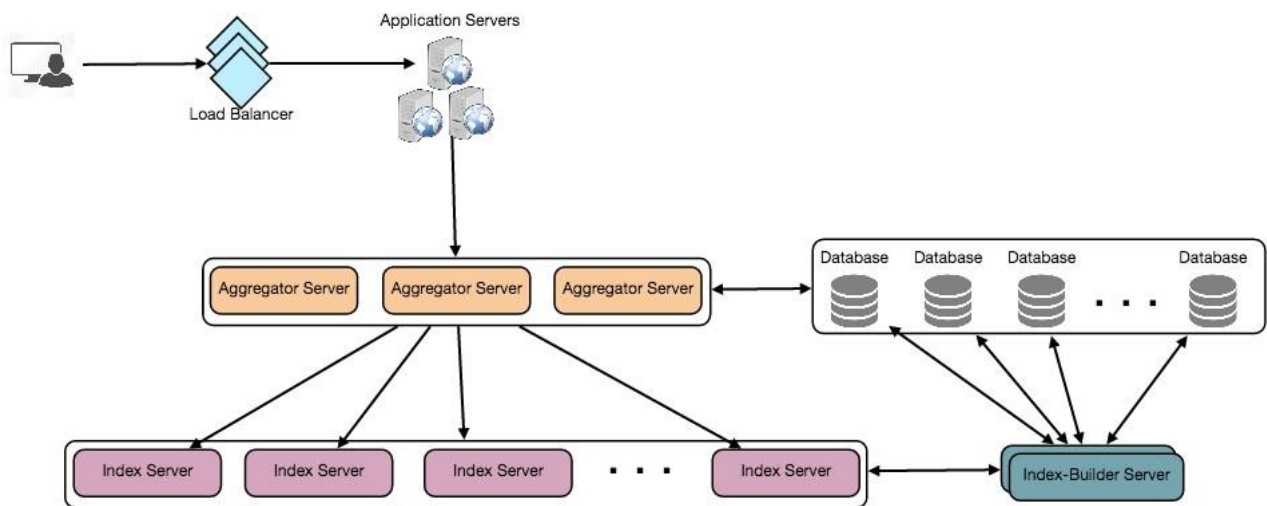 Application Servers
Load Balancer
Database
Database
Database
Database
Aggregator Server
Aggregator Server
Aggregator Server
Index Server
Index Server
Index Server
Index Server
Index-Builder Server